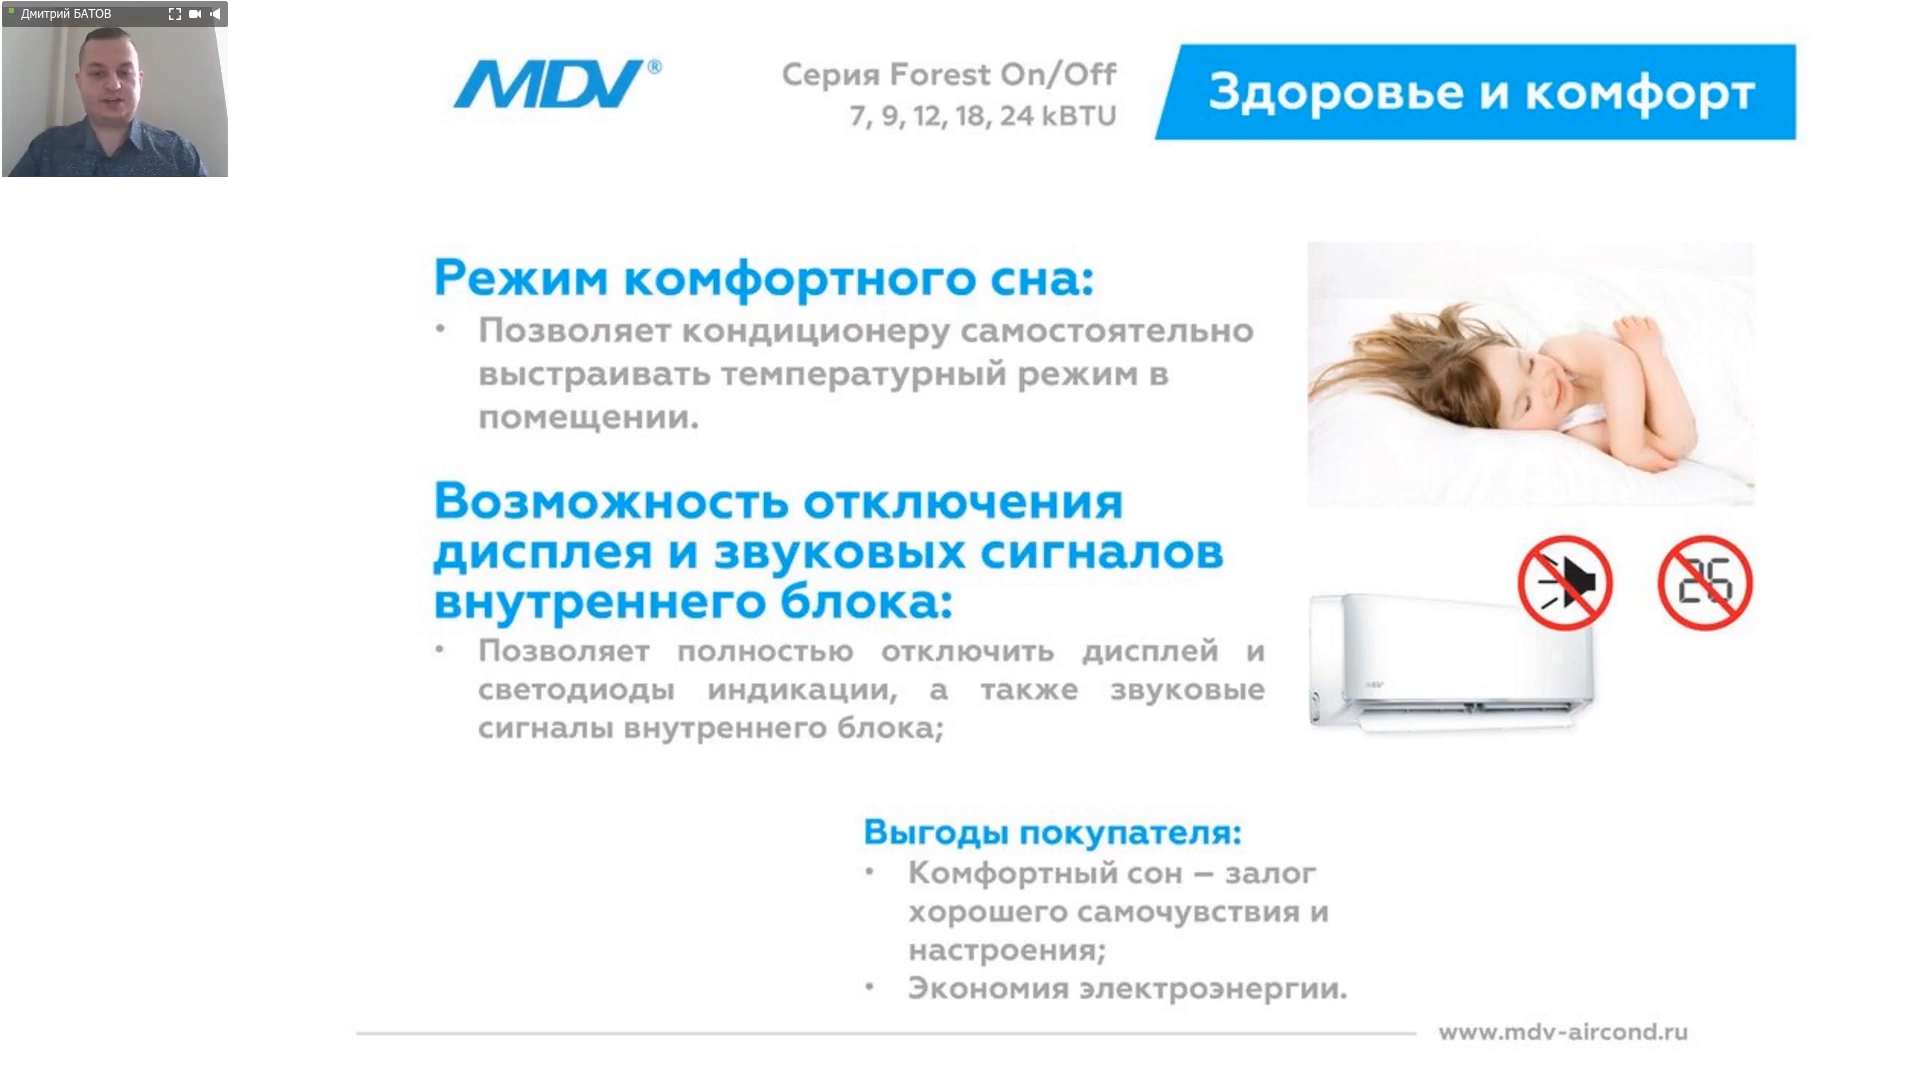 Дмитрий БАТОВ
MDV®
Серия Forest On/Off
7, 9, 12, 18, 24 kBTU
Здоровье и комфорт
Режим комфортного сна:
• Позволяет кондиционеру самостоятельно
выстраивать температурный режим в
помещении.
Возможность отключения
дисплея и звуковых сигналов
внутреннего блока:
• Позволяет полностью отключить дисплей и
светодиоды индикации, а также звуковые
сигналы внутреннего блока;
26
MDV
Выгоды покупателя:
• Комфортный сон – залог
хорошего самочувствия и
настроения;
• Экономия электроэнергии.
www.mdv-aircond.ru